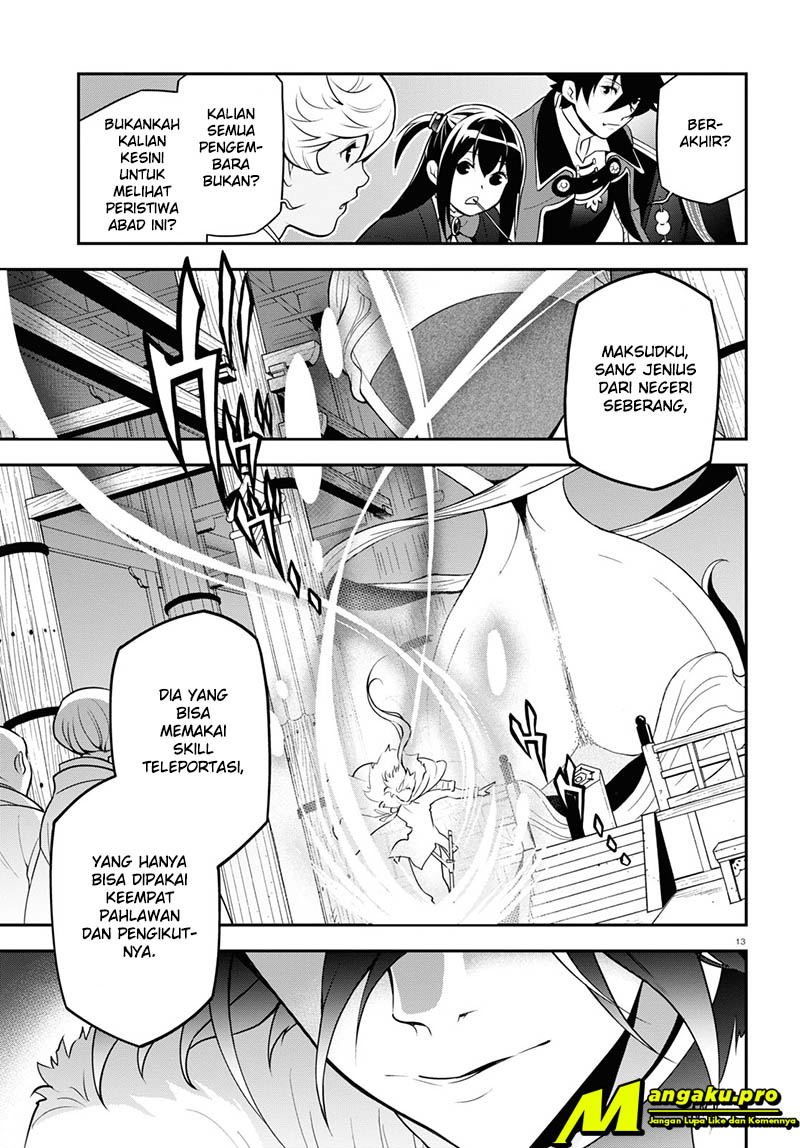 BER-
AKHIR?
KALIAN
SEMUA
PENGEM-
BARA
BUKAN?
BUKANKAH
KALIAN
KESINI
UNTUK
MELIHAT
PERISTIWA
ABAD INI?
MAKSUDKU,
SANG JENIUS
DARI NEGERI
SEBERANG,
DIA YANG
BISA
MEMAKAI
SKILL
TELEPORTASI,
YANG HANYA
BISA DIPAKAI
KEEMPAT
PAHLAWAN
DAN PENGIKUT-
NYA.
13
Mangaku.pro
Jangan Lupa Like dan Komennya